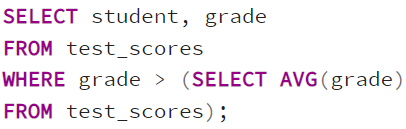 SELECT student, grade
FROM test_scores
WHERE grade > (SELECT AVG(grade)
FROM test_scores);